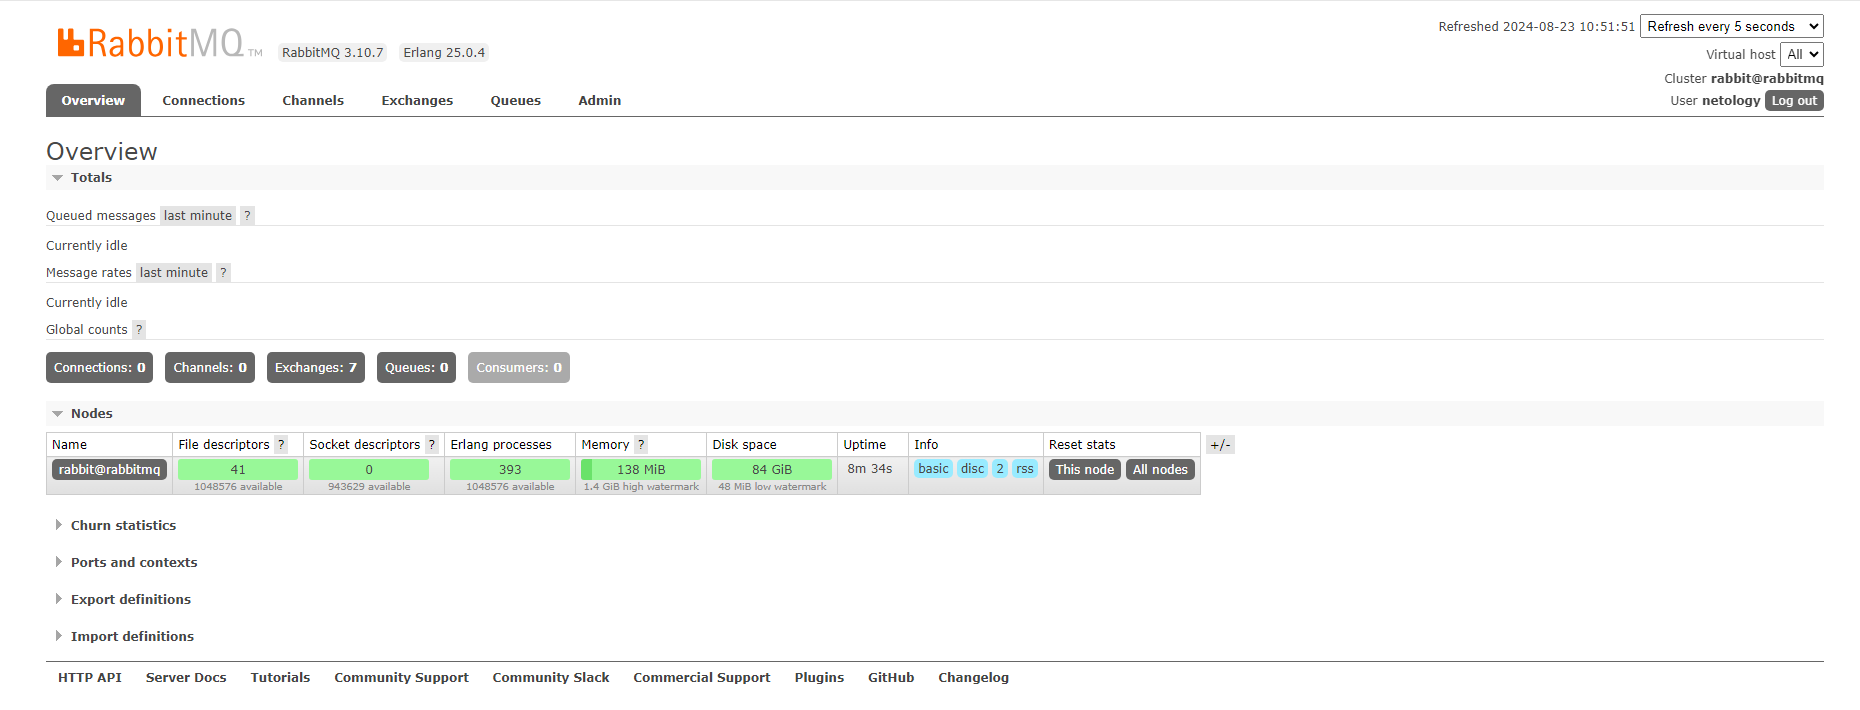 RabbitMQ™ RabbitMQ 3.10.7 Erlang 25.0.4
Refreshed 2024-08-23 10:51:51 Refresh every 5 seconds
Virtual host All
Cluster rabbit@rabbitmq
User netology Log out
Overview Connections Channels Exchanges Queues Admin
Overview
Totals
Queued messages last minute ?
Currently idle
Message rates last minute ?
Currently idle
Global counts ?
Connections: 0 Channels: 0 Exchanges: 7 Queues: 0 Consumers: 0
Nodes
Name File descriptors ? Socket descriptors ? Erlang processes Memory ? Disk space Uptime Info Reset stats +/-
rabbit@rabbitmq 41 0 393 138 MiB 84 GiB 8m 34s basic disc 2 rss This node All nodes
1048576 available 943629 available 1048576 available 1.4 GiB high watermark 48 MiB low watermark
Churn statistics
Ports and contexts
Export definitions
Import definitions
HTTP API Server Docs Tutorials Community Support Community Slack Commercial Support Plugins GitHub Changelog